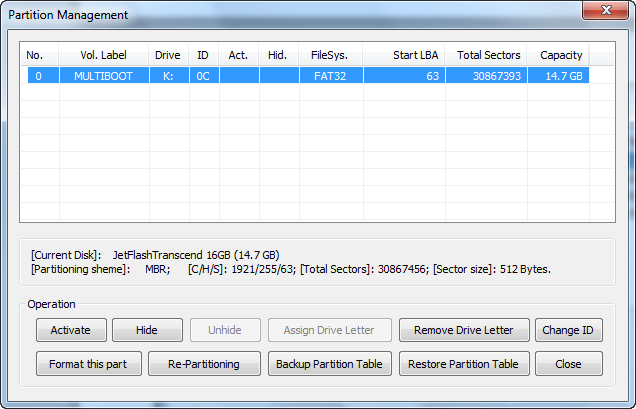 Partition Management
No. Vol. Label Drive ID Act. Hid. FileSys. Start LBA Total Sectors Capacity
0 MULTIBOOT K: 0C FAT32 63 30867393 14.7 GB
[Current Disk]: JetFlashTranscend 16GB (14.7 GB)
[Partitioning sheme]: MBR; [C/H/S]: 1921/255/63; [Total Sectors]: 30867456; [Sector size]: 512 Bytes.
Operation
Activate Hide Unhide Assign Drive Letter Remove Drive Letter Change ID
Format this part Re-Partitioning Backup Partition Table Restore Partition Table Close